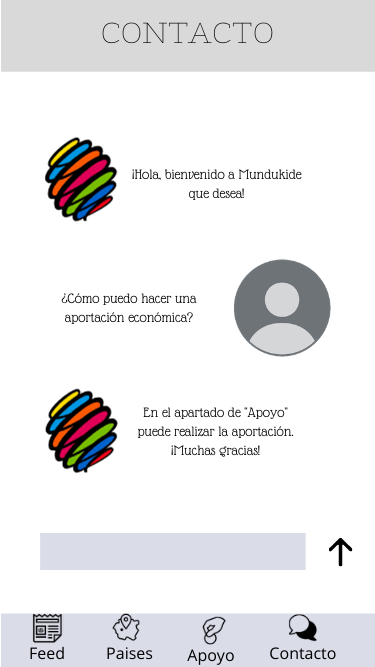 CONTACTO
¡Hola, bienvenido a Mundukide
que desea!
¿Cómo puedo hacer una
aportación económica?
En el apartado de "Apoyo"
puede realizar la aportación.
¡Muchas gracias!
Feed Paises Apoyo Contacto